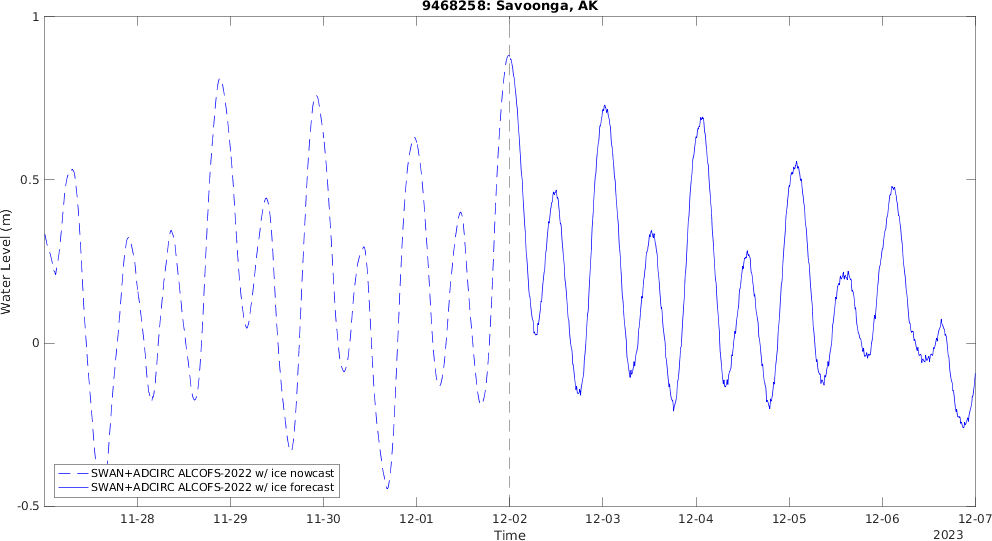 9468258: Savoonga, AK
1
0.5
0
-0.5
Water Level (m)
SWAN+ADCIRC ALCOFS-2022 w/ ice nowcast
SWAN+ADCIRC ALCOFS-2022 w/ ice forecast
11-28 11-29 11-30 12-01 12-02 12-03 12-04 12-05 12-06 12-07
Time
2023